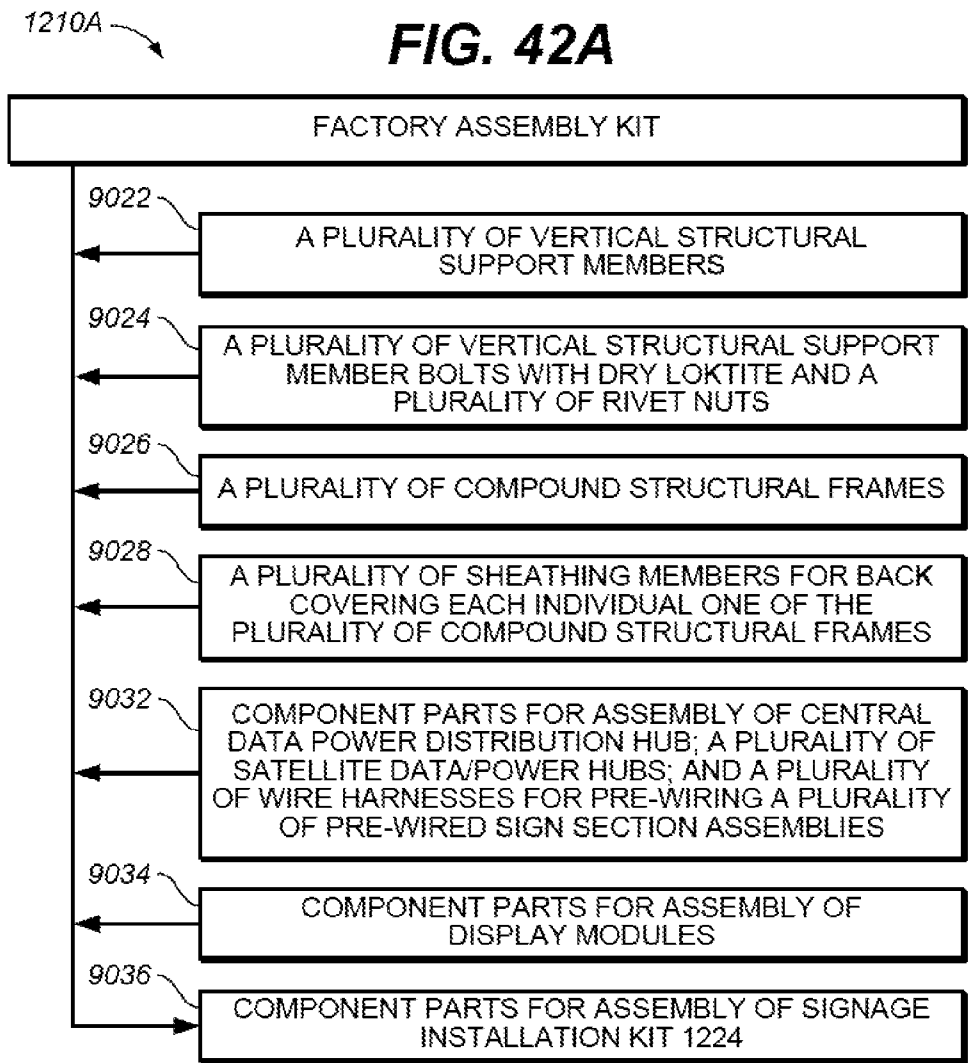 1210A
FIG. 42A
FACTORY ASSEMBLY KIT
9022
A PLURALITY OF VERTICAL STRUCTURAL
SUPPORT MEMBERS
9024
A PLURALITY OF VERTICAL STRUCTURAL SUPPORT
MEMBER BOLTS WITH DRY LOKTITE AND A
PLURALITY OF RIVET NUTS
9026
A PLURALITY OF COMPOUND STRUCTURAL FRAMES
9028
A PLURALITY OF SHEATHING MEMBERS FOR BACK
COVERING EACH INDIVIDUAL ONE OF THE
PLURALITY OF COMPOUND STRUCTURAL FRAMES
9032
COMPONENT PARTS FOR ASSEMBLY OF CENTRAL
DATA POWER DISTRIBUTION HUB; A PLURALITY OF
SATELLITE DATA/POWER HUBS; AND A PLURALITY
OF WIRE HARNESSES FOR PRE-WIRING A PLURALITY
OF PRE-WIRED SIGN SECTION ASSEMBLIES
9034
COMPONENT PARTS FOR ASSEMBLY OF
DISPLAY MODULES
9036
COMPONENT PARTS FOR ASSEMBLY OF SIGNAGE
INSTALLATION KIT 1224